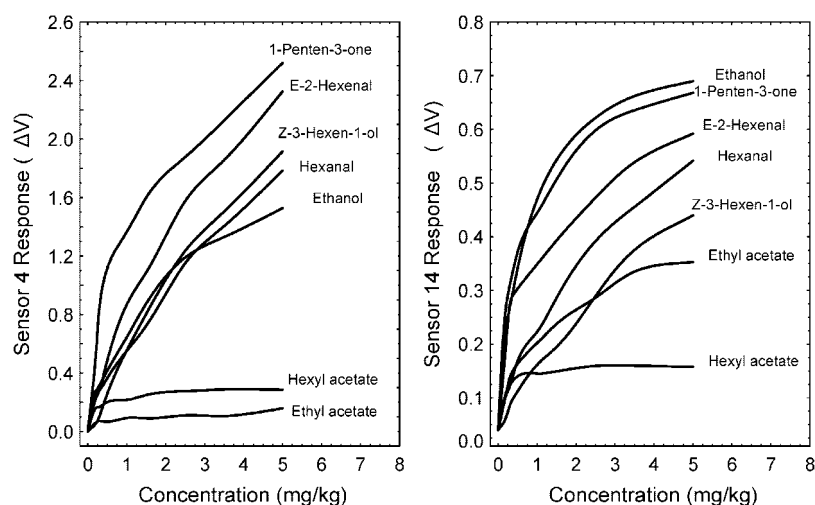 Sensor 4 Response ( ΔV)
2.6
2.4
2.0
1.6
1.2
0.8
0.4
0.0
1-Penten-3-one
E-2-Hexenal
Z-3-Hexen-1-ol
Hexanal
Ethanol
Hexyl acetate
Ethyl acetate
0 1 2 3 4 5 6 7 8
Concentration (mg/kg)
Sensor 14 Response ( ΔV)
0.8
0.7
0.6
0.5
0.4
0.3
0.2
0.1
0.0
Ethanol
1-Penten-3-one
E-2-Hexenal
Hexanal
Z-3-Hexen-1-ol
Ethyl acetate
Hexyl acetate
0 1 2 3 4 5 6 7 8
Concentration (mg/kg)